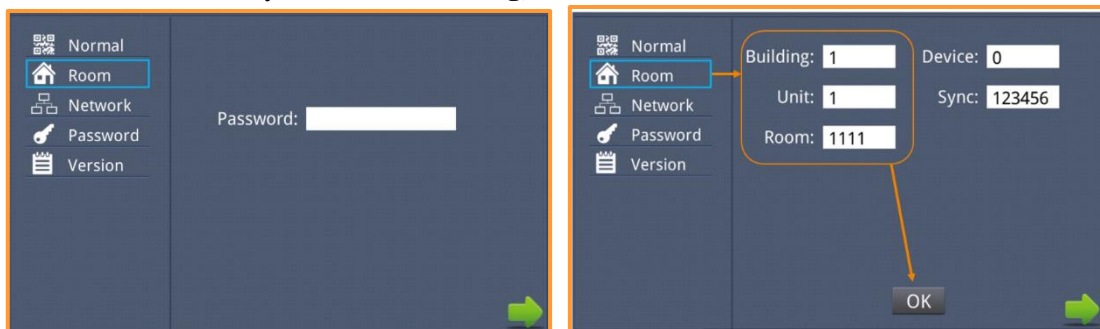 Normal
Room
Network
Password
Version
Password:
Normal
Room
Network
Password
Version
Building: 1
Device: 0
Unit: 1
Sync: 123456
Room: 1111
OK